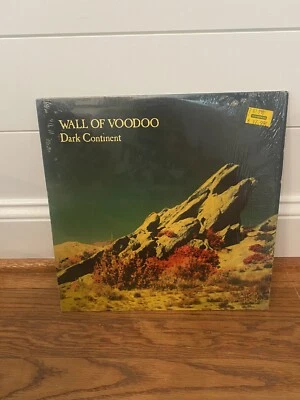 WALL OF VOODOO
Dark Continent